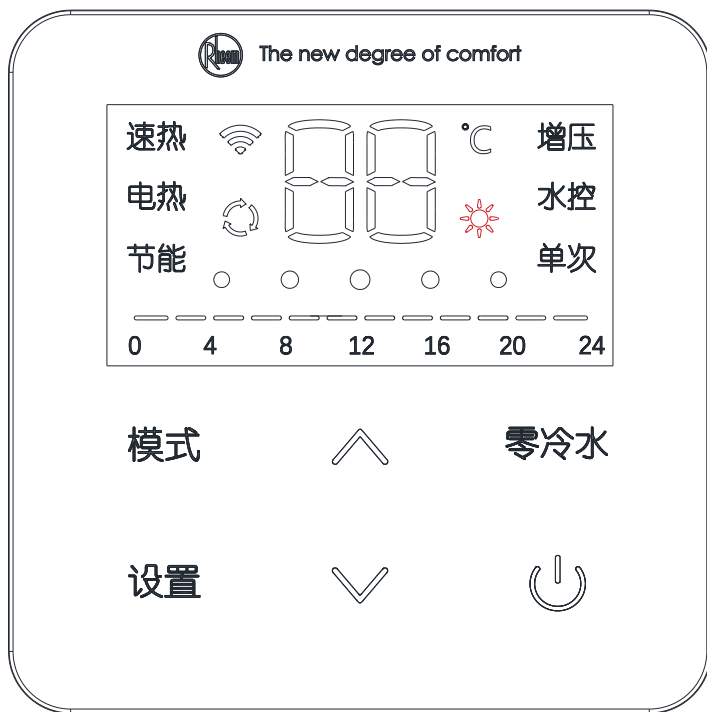 Rheem The new degree of comfort
速热 88 ℃ 增压
电热 水控
节能 单次
0 4 8 12 16 20 24
模式 零冷水
设置